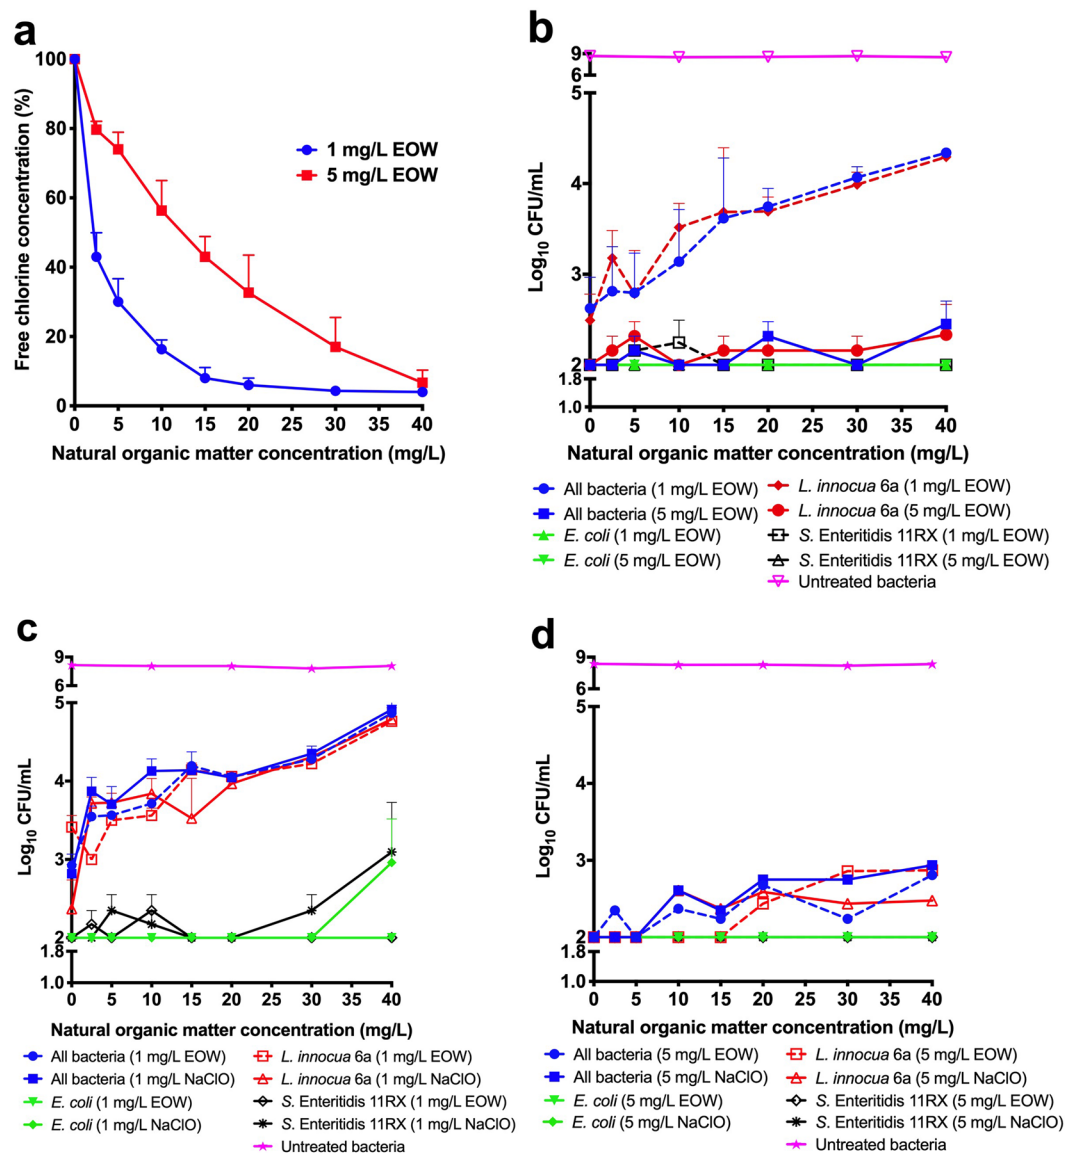 a
Free chlorine concentration (%)
100
80
60
40
20
0
0 5 10 15 20 25 30 35 40
Natural organic matter concentration (mg/L)
1 mg/L EOW
5 mg/L EOW
b
Log10 CFU/mL
9
6
5
4
3
2
1.8
1.0
0 5 10 15 20 25 30 35 40
Natural organic matter concentration (mg/L)
All bacteria (1 mg/L EOW)
All bacteria (5 mg/L EOW)
E. coli (1 mg/L EOW)
E. coli (5 mg/L EOW)
L. innocua 6a (1 mg/L EOW)
L. innocua 6a (5 mg/L EOW)
S. Enteritidis 11RX (1 mg/L EOW)
S. Enteritidis 11RX (5 mg/L EOW)
Untreated bacteria
c
Log10 CFU/mL
9
6
5
4
3
2
1.8
1.0
0 5 10 15 20 25 30 35 40
Natural organic matter concentration (mg/L)
All bacteria (1 mg/L EOW)
All bacteria (1 mg/L NaClO)
E. coli (1 mg/L EOW)
E. coli (1 mg/L NaClO)
L. innocua 6a (1 mg/L EOW)
L. innocua 6a (1 mg/L NaClO)
S. Enteritidis 11RX (1 mg/L EOW)
S. Enteritidis 11RX (1 mg/L NaClO)
Untreated bacteria
d
Log10 CFU/mL
9
6
5
4
3
2
1.8
1.0
0 5 10 15 20 25 30 35 40
Natural organic matter concentration (mg/L)
All bacteria (5 mg/L EOW)
All bacteria (5 mg/L NaClO)
E. coli (5 mg/L EOW)
E. coli (5 mg/L NaClO)
L. innocua 6a (5 mg/L EOW)
L. innocua 6a (5 mg/L NaClO)
S. Enteritidis 11RX (5 mg/L EOW)
S. Enteritidis 11RX (5 mg/L NaClO)
Untreated bacteria